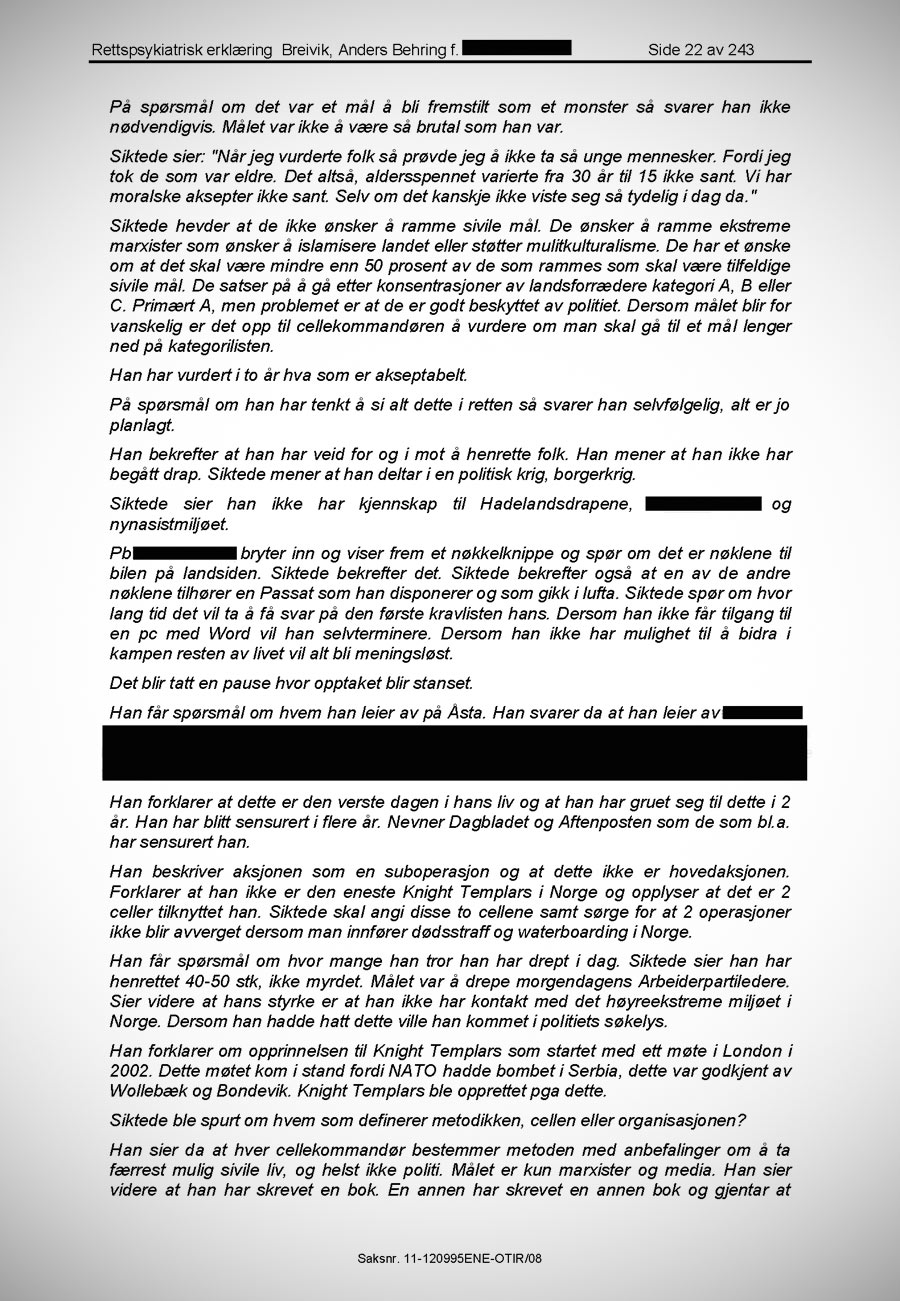 Rettspsykiatrisk erklæring Breivik, Anders Behring f. Side 22 av 243
På spørsmål om det var et mål å bli fremstilt som et monster så svarer han ikke
nødvendigvis. Målet var ikke å være så brutal som han var.
Siktede sier: "Når jeg vurderte folk så prøvde jeg å ikke ta så unge mennesker. Fordi jeg
tok de som var eldre. Det altså, aldersspennet varierte fra 30 år til 15 ikke sant. Vi har
moralske aksepter ikke sant. Selv om det kanskje ikke viste seg så tydelig i dag da."
Siktede hevder at de ikke ønsker å ramme sivile mål. De ønsker å ramme ekstreme
marxister som ønsker å islamisere landet eller støtter mulitkulturalisme. De har et ønske
om at det skal være mindre enn 50 prosent av de som rammes som skal være tilfeldige
sivile mål. De satser på å gå etter konsentrasjoner av landsforrædere kategori A, B eller
C. Primært A, men problemet er at de er godt beskyttet av politiet. Dersom målet blir for
vanskelig er det opp til cellekommandøren å vurdere om man skal gå til et mål lenger
ned på kategorilisten.
Han har vurdert i to år hva som er akseptabelt.
På spørsmål om han har tenkt å si alt dette i retten så svarer han selvfølgelig, alt er jo
planlagt.
Han bekrefter at han har veid for og i mot å henrette folk. Han mener at han ikke har
begått drap. Siktede mener at han deltar i en politisk krig, borgerkrig.
Siktede sier han ikke har kjennskap til Hadelandsdrapene, og
nynasistmiljøet.
Pb bryter inn og viser frem et nøkkelknippe og spør om det er nøklene til
bilen på landsiden. Siktede bekrefter det. Siktede bekrefter også at en av de andre
nøklene tilhører en Passat som han disponerer og som gikk i lufta. Siktede spør om hvor
lang tid det vil ta å få svar på den første kravlisten hans. Dersom han ikke får tilgang til
en pc med Word vil han selvterminere. Dersom han ikke har mulighet til å bidra i
kampen resten av livet vil alt bli meningsløst.
Det blir tatt en pause hvor opptaket blir stanset.
Han får spørsmål om hvem han leier av på Åsta. Han svarer da at han leier av
Han forklarer at dette er den verste dagen i hans liv og at han har gruet seg til dette i 2
år. Han har blitt sensurert i flere år. Nevner Dagbladet og Aftenposten som de som bl.a.
har sensurert han.
Han beskriver aksjonen som en suboperasjon og at dette ikke er hovedaksjonen.
Forklarer at han ikke er den eneste Knight Templars i Norge og opplyser at det er 2
celler tilknyttet han. Siktede skal angi disse to cellene samt sørge for at 2 operasjoner
ikke blir avverget dersom man innfører dødsstraff og waterboarding i Norge.
Han får spørsmål om hvor mange han tror han har drept i dag. Siktede sier han har
henrettet 40-50 stk, ikke myrdet. Målet var å drepe morgendagens Arbeiderpartiledere.
Sier videre at hans styrke er at han ikke har kontakt med det høyreekstreme miljøet i
Norge. Dersom han hadde hatt dette ville han kommet i politiets søkelys.
Han forklarer om opprinnelsen til Knight Templars som startet med ett møte i London i
2002. Dette møtet kom i stand fordi NATO hadde bombet i Serbia, dette var godkjent av
Wollebæk og Bondevik. Knight Templars ble opprettet pga dette.
Siktede ble spurt om hvem som definerer metodikken, cellen eller organisasjonen?
Han sier da at hver cellekommandør bestemmer metoden med anbefalinger om å ta
færrest mulig sivile liv, og helst ikke politi. Målet er kun marxister og media. Han sier
videre at han har skrevet en bok. En annen har skrevet en annen bok og gjentar at
Saksnr. 11-120995ENE-OTIR/08